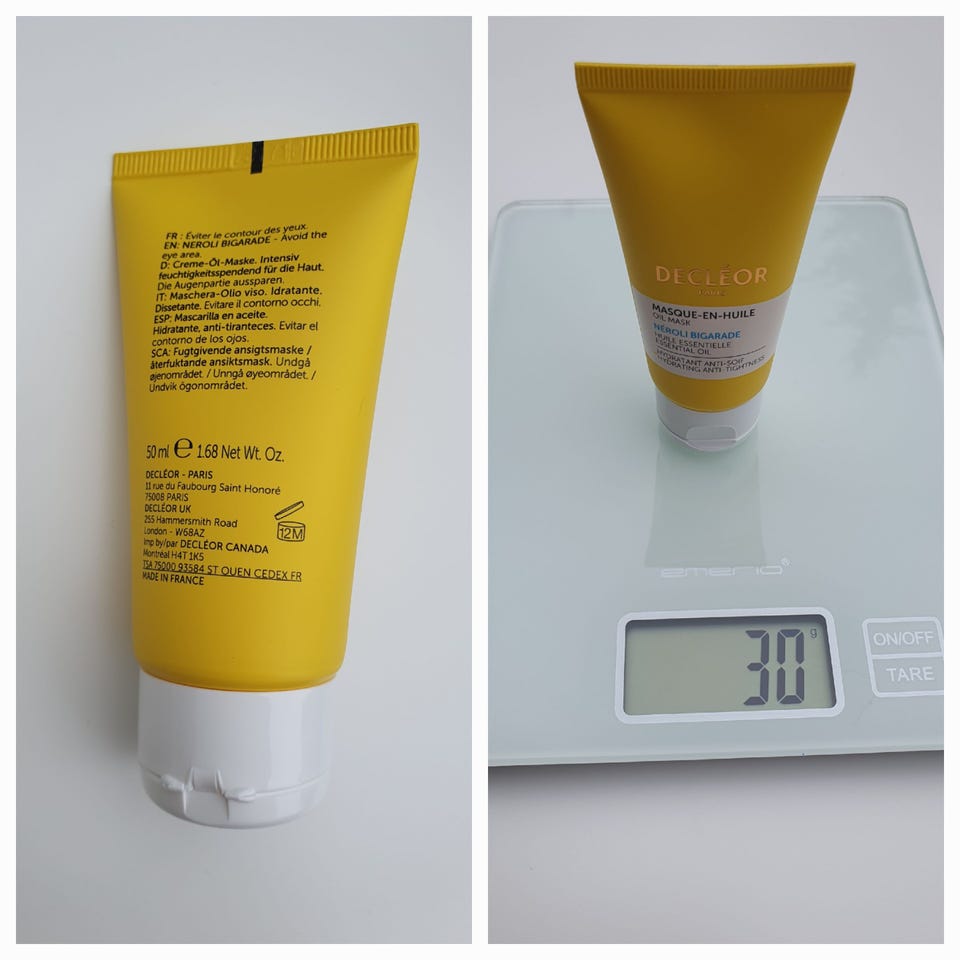 FR : Éviter le contour des yeux.
EN: NEROLI BIGARADE - Avoid the
eye area.
D: Creme-Öl-Maske. Intensiv
feuchtigkeitsspendend für die Haut.
Die Augenpartie aussparen.
IT: Maschera-Olio viso. Idratante.
Dissetante. Evitare il contorno occhi.
ESP: Mascarilla en aceite.
Hidratante, anti-tiranteces. Evitar el
contorno de los ojos.
SCA: Fugtgivende ansigtsmaske /
återfuktande ansiktsmask. Undgå
øjenområdet. / Unngå øyeområdet. /
Undvik ögonområdet.
50 ml e 1.68 Net Wt. Oz.
DECLÉOR - PARIS
11 rue du Faubourg Saint Honoré
75008 PARIS
DECLÉOR UK
255 Hammersmith Road
London - W68AZ
Imp by/par DECLÉOR CANADA
Montréal H4T 1K5
TSA 75000 93584 ST OUEN CEDEX FR
MADE IN FRANCE
12M
DECLÉOR
PARIS
MASQUE-EN-HUILE
OIL MASK
NÉROLI BIGARADE
HUILE ESSENTIELLE
ESSENTIAL OIL
HYDRATANT ANTI-SOIF
HYDRATING ANTI-TIGHTNESS
emerio®
30 g
ON/OFF
TARE